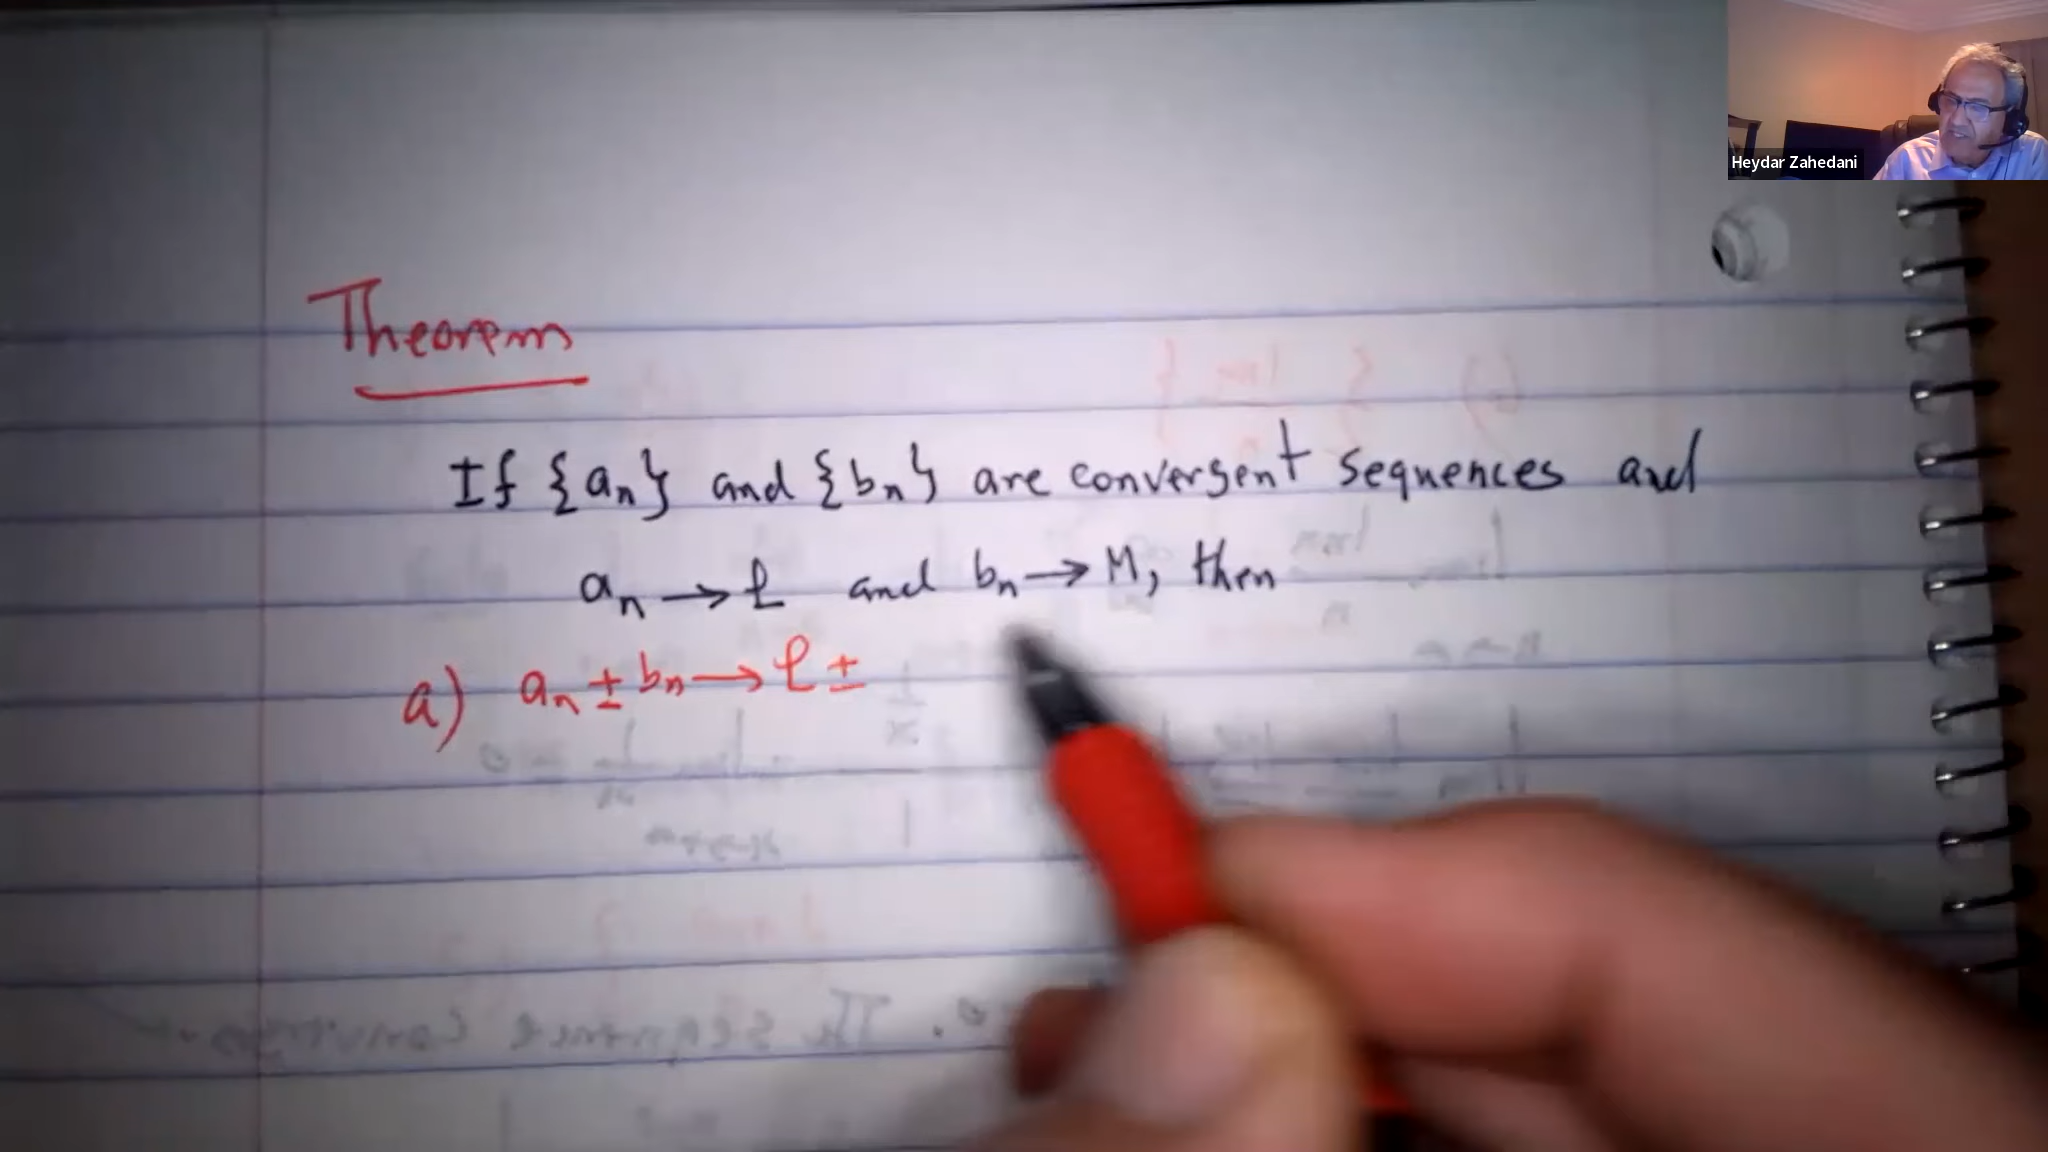 Heydar Zahedani
Theorem
If {aₙ} and {bₙ} are convergent sequences and
aₙ → ℓ and bₙ → M, then
a) aₙ ± bₙ → ℓ ±